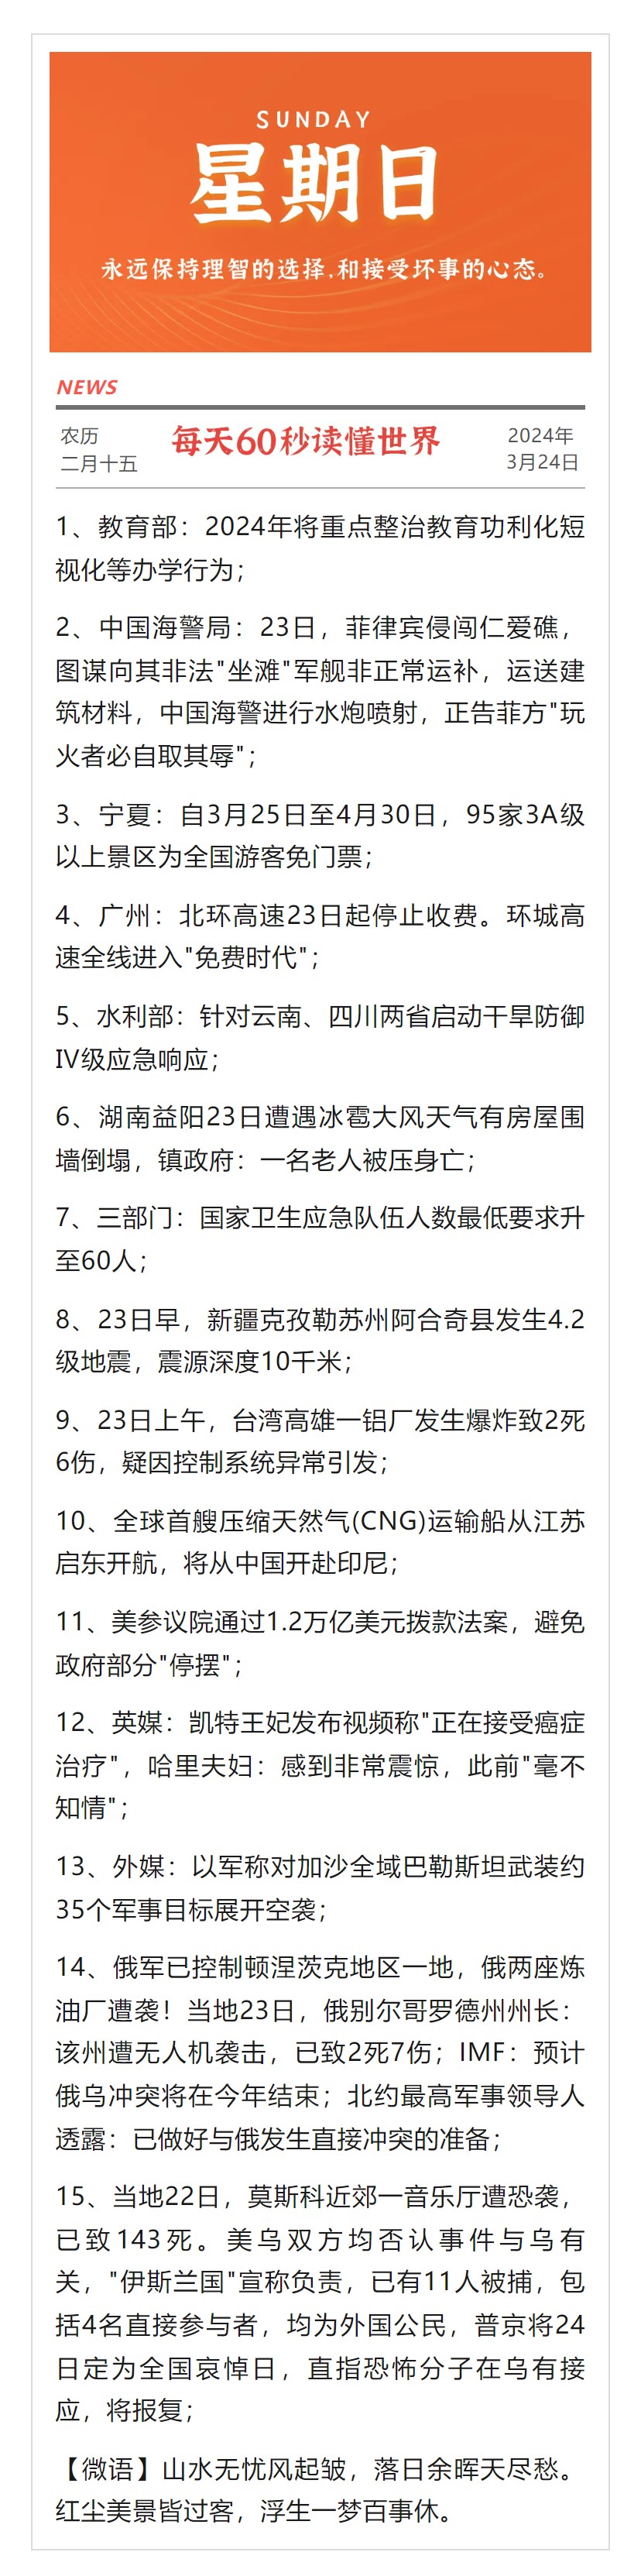 SUNDAY
星期日
永远保持理智的选择,和接受坏事的心态。
NEWS
农历
二月十五
每天60秒读懂世界
2024年
3月24日
1、教育部：2024年将重点整治教育功利化短
视化等办学行为；
2、中国海警局：23日，菲律宾侵闯仁爱礁，
图谋向其非法"坐滩"军舰非正常运补，运送建
筑材料，中国海警进行水炮喷射，正告菲方"玩
火者必自取其辱"；
3、宁夏：自3月25日至4月30日，95家3A级
以上景区为全国游客免门票；
4、广州：北环高速23日起停止收费。环城高
速全线进入"免费时代"；
5、水利部：针对云南、四川两省启动干旱防御
IV级应急响应；
6、湖南益阳23日遭遇冰雹大风天气有房屋围
墙倒塌，镇政府：一名老人被压身亡；
7、三部门：国家卫生应急队伍人数最低要求升
至60人；
8、23日早，新疆克孜勒苏州阿合奇县发生4.2
级地震，震源深度10千米；
9、23日上午，台湾高雄一铝厂发生爆炸致2死
6伤，疑因控制系统异常引发；
10、全球首艘压缩天然气(CNG)运输船从江苏
启东开航，将从中国开赴印尼；
11、美参议院通过1.2万亿美元拨款法案，避免
政府部分"停摆"；
12、英媒：凯特王妃发布视频称"正在接受癌症
治疗"，哈里夫妇：感到非常震惊，此前"毫不
知情"；
13、外媒：以军称对加沙全域巴勒斯坦武装约
35个军事目标展开空袭；
14、俄军已控制顿涅茨克地区一地，俄两座炼
油厂遭袭！当地23日，俄别尔哥罗德州州长：
该州遭无人机袭击，已致2死7伤；IMF：预计
俄乌冲突将在今年结束；北约最高军事领导人
透露：已做好与俄发生直接冲突的准备；
15、当地22日，莫斯科近郊一音乐厅遭恐袭，
已致143死。美乌双方均否认事件与乌有
关，"伊斯兰国"宣称负责，已有11人被捕，包
括4名直接参与者，均为外国公民，普京将24
日定为全国哀悼日，直指恐怖分子在乌有接
应，将报复；
【微语】山水无忧风起皱，落日余晖天尽愁。
红尘美景皆过客，浮生一梦百事休。